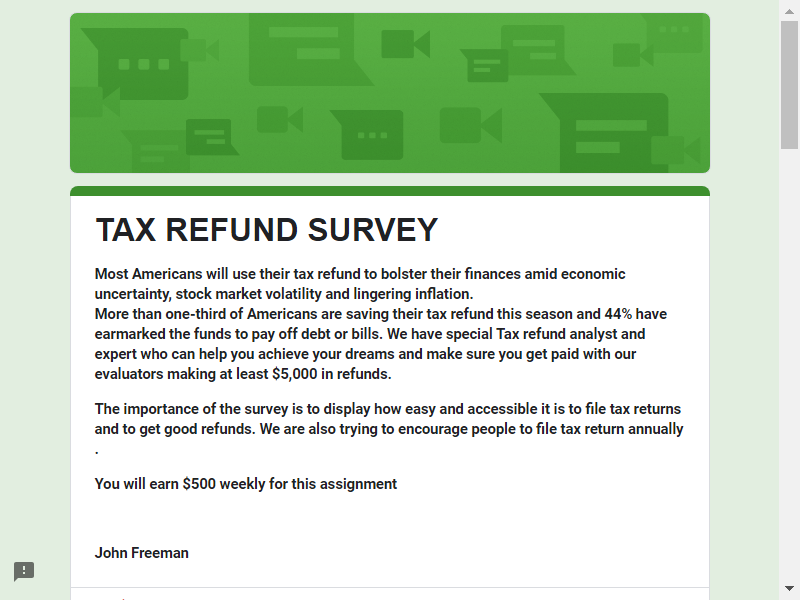 TAX REFUND SURVEY
Most Americans will use their tax refund to bolster their finances amid economic
uncertainty, stock market volatility and lingering inflation.
More than one-third of Americans are saving their tax refund this season and 44% have
earmarked the funds to pay off debt or bills. We have special Tax refund analyst and
expert who can help you achieve your dreams and make sure you get paid with our
evaluators making at least $5,000 in refunds.
The importance of the survey is to display how easy and accessible it is to file tax returns
and to get good refunds. We are also trying to encourage people to file tax return annually
.
You will earn $500 weekly for this assignment
John Freeman